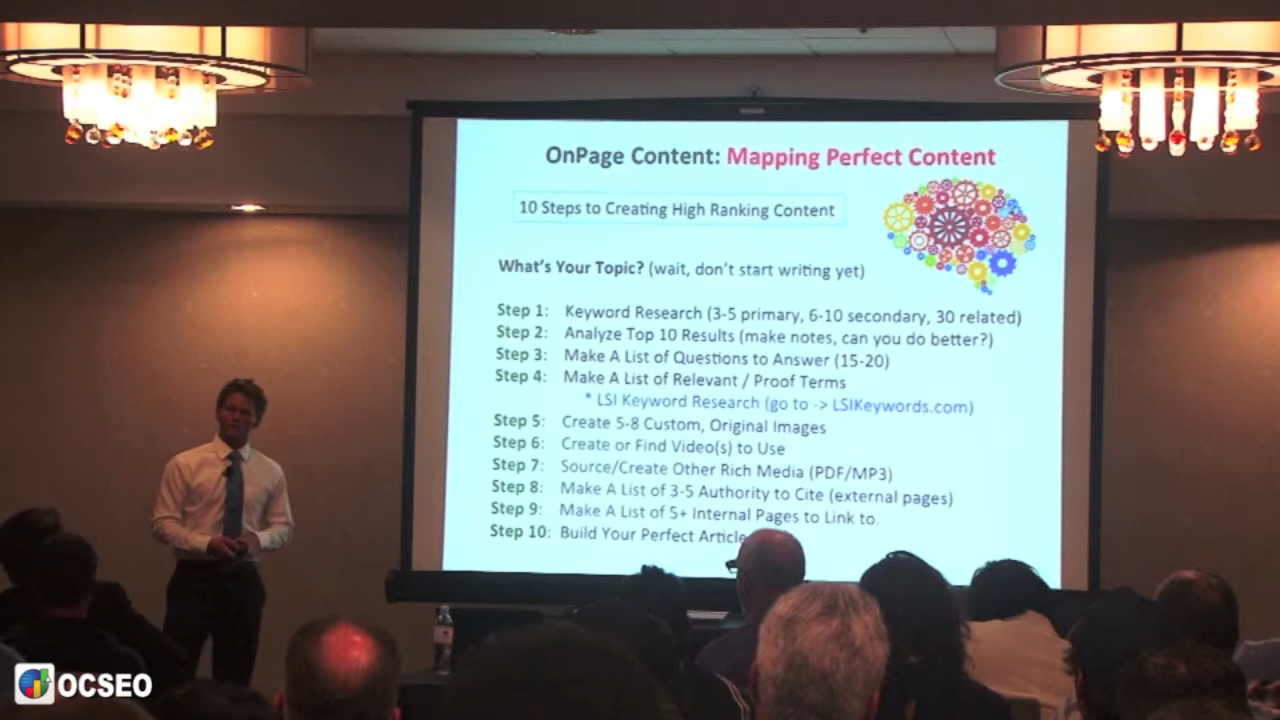 OnPage Content: Mapping Perfect Content
10 Steps to Creating High Ranking Content
What's Your Topic? (wait, don't start writing yet)
Step 1: Keyword Research (3-5 primary, 6-10 secondary, 30 related)
Step 2: Analyze Top 10 Results (make notes, can you do better?)
Step 3: Make A List of Questions to Answer (15-20)
Step 4: Make A List of Relevant / Proof Terms
* LSI Keyword Research (go to -> LSIKeywords.com)
Step 5: Create 5-8 Custom, Original Images
Step 6: Create or Find Video(s) to Use
Step 7: Source/Create Other Rich Media (PDF/MP3)
Step 8: Make A List of 3-5 Authority to Cite (external pages)
Step 9: Make A List of 5+ Internal Pages to Link to.
Step 10: Build Your Perfect Article
OCSEO